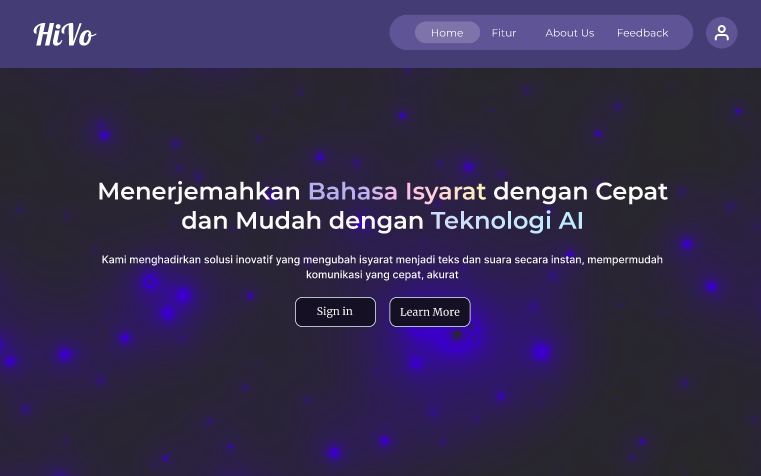 HiVo
Home Fitur About Us Feedback
Menerjemahkan Bahasa Isyarat dengan Cepat
dan Mudah dengan Teknologi AI
Kami menghadirkan solusi inovatif yang mengubah isyarat menjadi teks dan suara secara instan, mempermudah
komunikasi yang cepat, akurat
Sign in Learn More